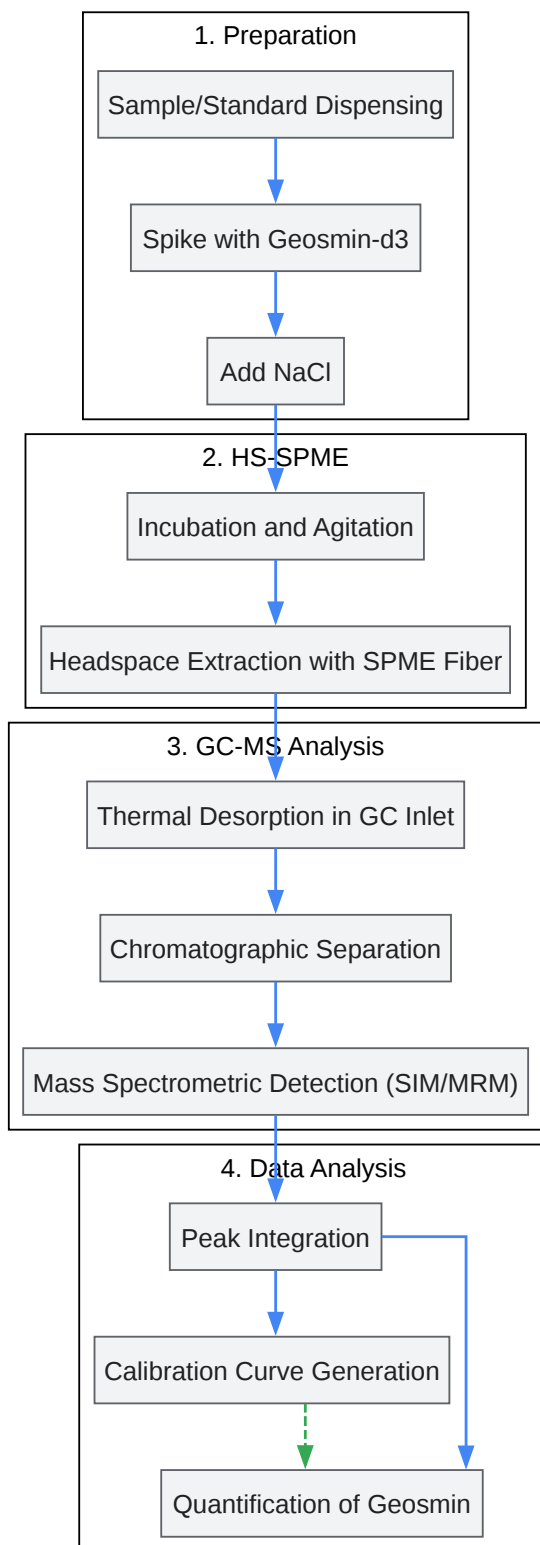 1. Preparation
Sample/Standard Dispensing
Spike with Geosmin-d3
Add NaCl
2. HS-SPME
Incubation and Agitation
Headspace Extraction with SPME Fiber
3. GC-MS Analysis
Thermal Desorption in GC Inlet
Chromatographic Separation
Mass Spectrometric Detection (SIM/MRM)
4. Data Analysis
Peak Integration
Calibration Curve Generation
Quantification of Geosmin